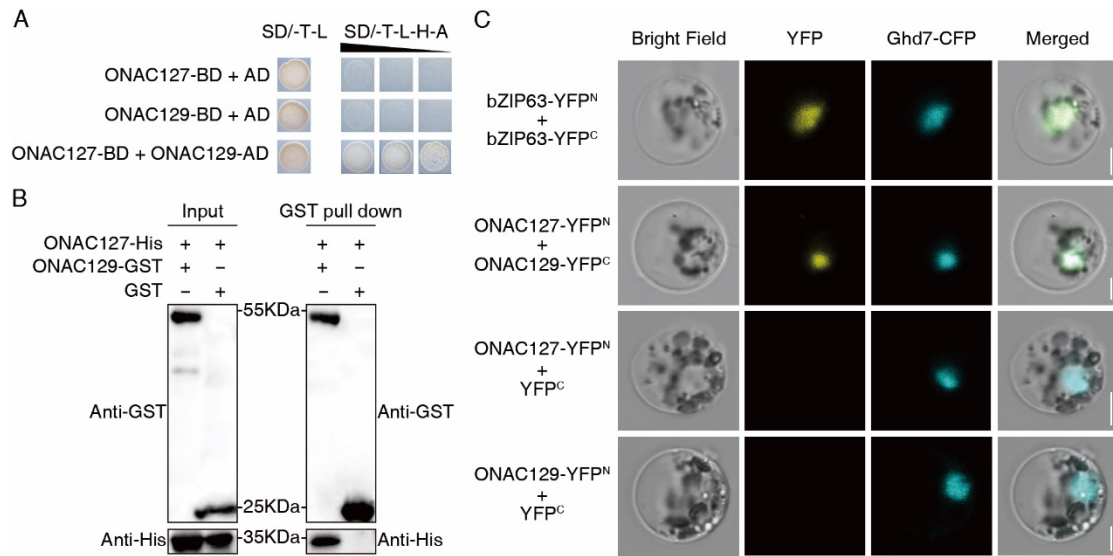 A
SD/-T-L SD/-T-L-H-A
ONAC127-BD + AD
ONAC129-BD + AD
ONAC127-BD + ONAC129-AD
B
Input GST pull down
ONAC127-His + + + +
ONAC129-GST + – + –
GST – + – +
55KDa
Anti-GST Anti-GST
25KDa
Anti-His 35KDa Anti-His
C
Bright Field YFP Ghd7-CFP Merged
bZIP63-YFPᴺ
+
bZIP63-YFPᶜ
ONAC127-YFPᴺ
+
ONAC129-YFPᶜ
ONAC127-YFPᴺ
+
YFPᶜ
ONAC129-YFPᴺ
+
YFPᶜ